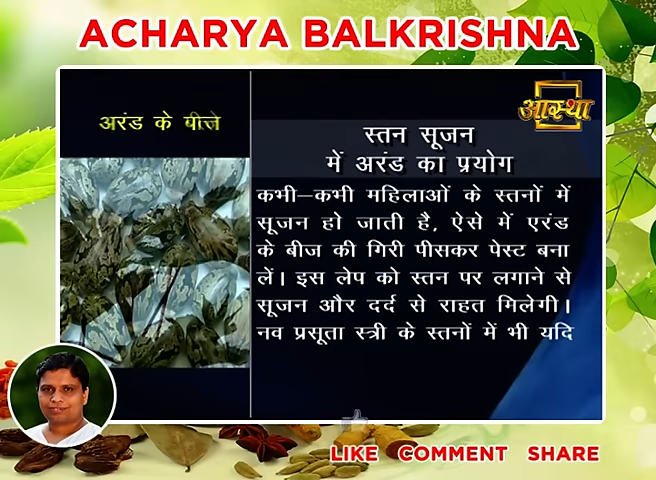 ACHARYA BALKRISHNA
आस्था
अरंड के बीज
स्तन सूजन
में अरंड का प्रयोग
कभी–कभी महिलाओं के स्तनों में
सूजन हो जाती है, ऐसे में एरंड
के बीज की गिरी पीसकर पेस्ट बना
लें। इस लेप को स्तन पर लगाने से
सूजन और दर्द से राहत मिलेगी।
नव प्रसूता स्त्री के स्तनों में भी यदि
LIKE COMMENT SHARE